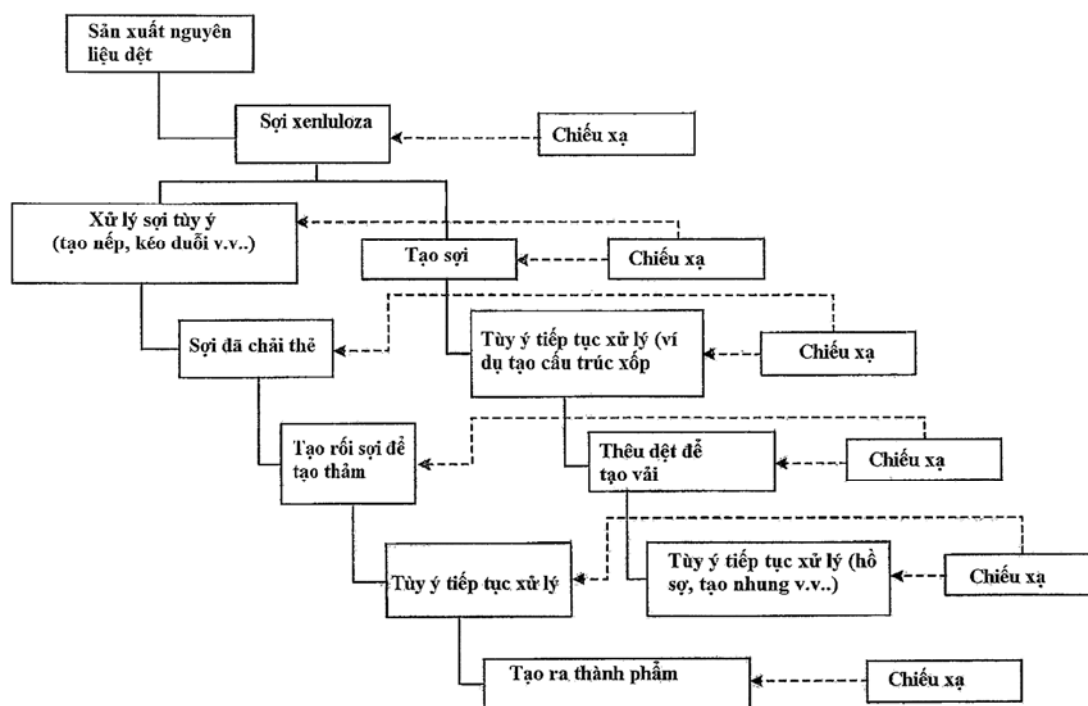 Sản xuất nguyên
liệu dệt
Sợi xenluloza
Chiếu xạ
Xử lý sợi tùy ý
(tạo nếp, kéo duỗi v.v..)
Tạo sợi
Chiếu xạ
Sợi đã chải thẻ
Tùy ý tiếp tục xử lý (ví
dụ tạo cấu trúc xốp
Chiếu xạ
Tạo rối sợi để
tạo thảm
Thêu dệt để
tạo vải
Chiếu xạ
Tùy ý tiếp tục xử lý
Tùy ý tiếp tục xử lý (hồ
sợ, tạo nhung v.v..)
Chiếu xạ
Tạo ra thành phẩm
Chiếu xạ